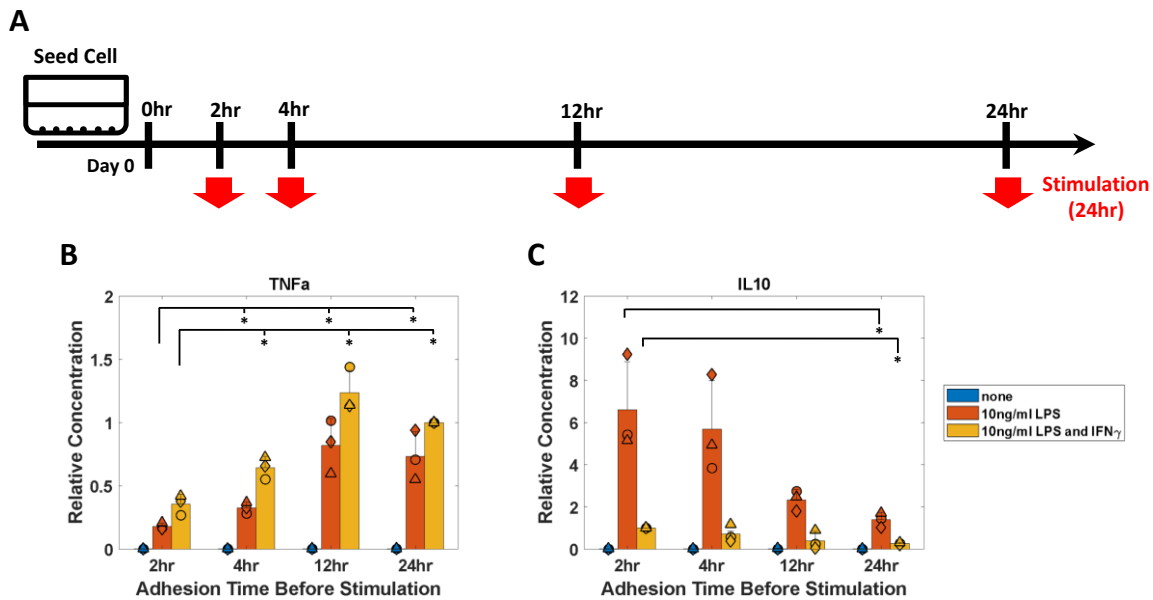 A
Seed Cell
0hr
2hr
4hr
12hr
24hr
Day 0
Stimulation
(24hr)
B
TNFa
Relative Concentration
2
1.5
1
0.5
0
* * *
* * *
2hr 4hr 12hr 24hr
Adhesion Time Before Stimulation
C
IL10
Relative Concentration
12
10
8
6
4
2
0
*
*
2hr 4hr 12hr 24hr
Adhesion Time Before Stimulation
none
10ng/ml LPS
10ng/ml LPS and IFNγ